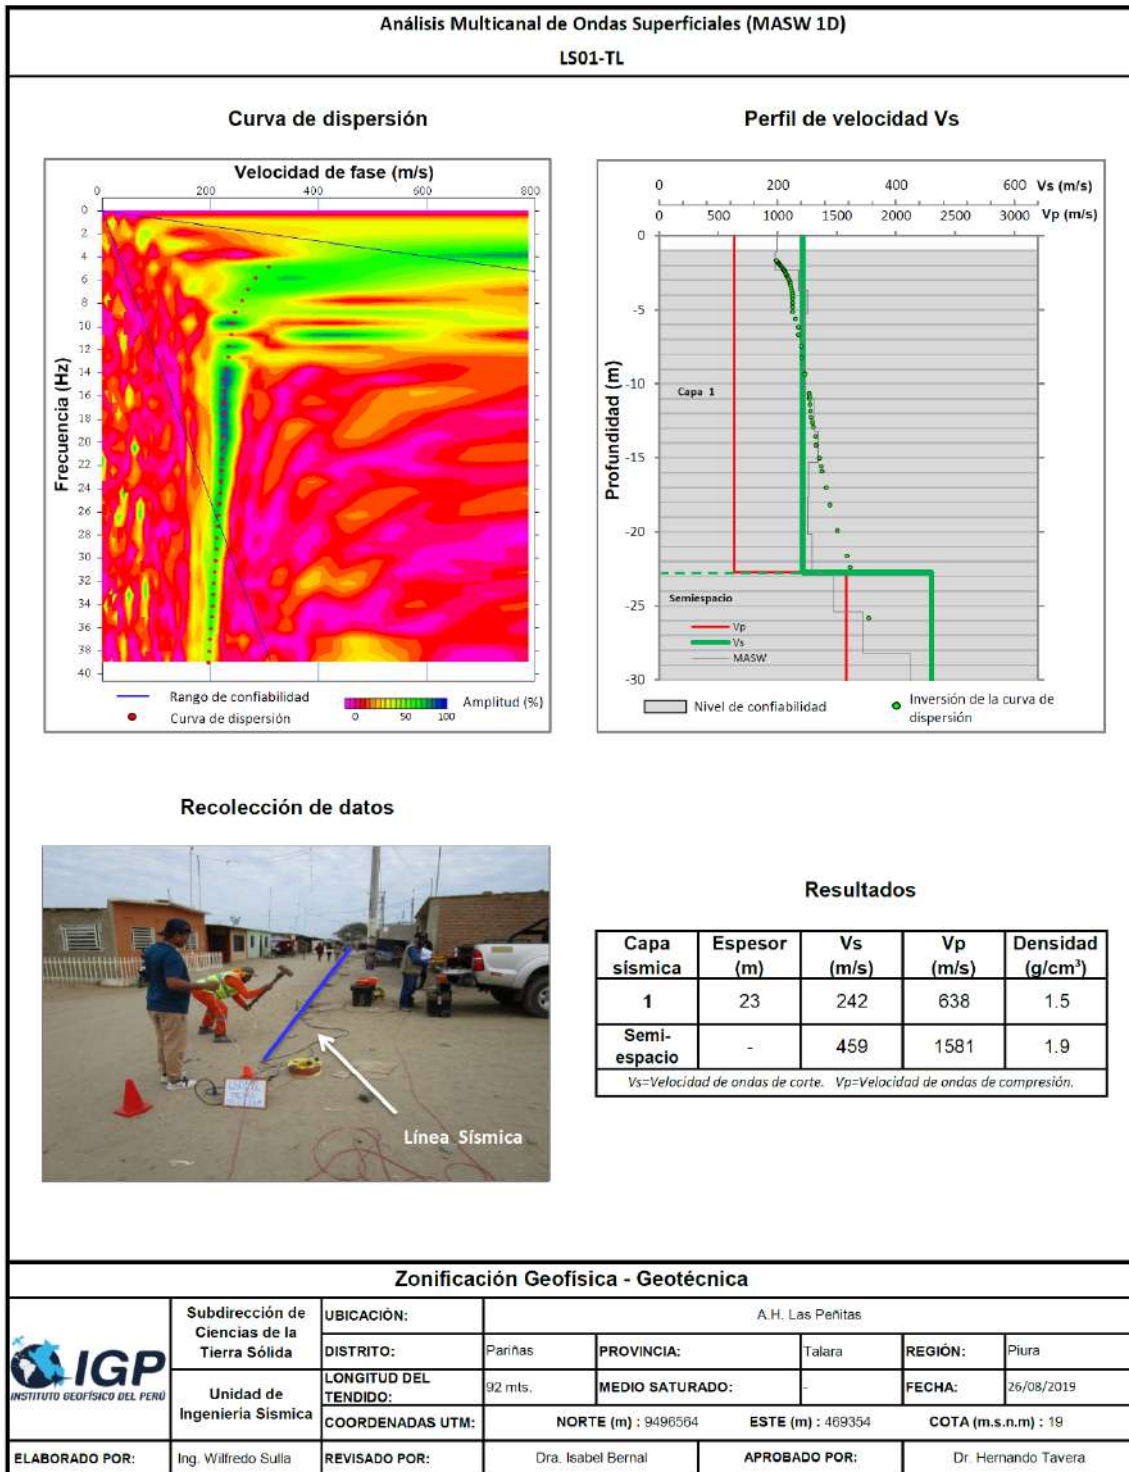 Análisis Multicanal de Ondas Superficiales (MASW 1D)
LS01-TL
Curva de dispersión
Velocidad de fase (m/s)
0 200 400 600 800
Frecuencia (Hz)
0
2
4
6
8
10
12
14
16
18
20
22
24
26
28
30
32
34
36
38
40
Rango de confiabilidad
Curva de dispersión
Amplitud (%)
0 50 100
Perfil de velocidad Vs
0 200 400 600 Vs (m/s)
0 500 1000 1500 2000 2500 3000 Vp (m/s)
Profundidad (m)
0
-5
-10
-15
-20
-25
-30
Capa 1
Semiespacio
Vp
Vs
MASW
Nivel de confiabilidad
Inversión de la curva de
dispersión
Recolección de datos
Línea Sísmica
Resultados
Capa sísmica Espesor (m) Vs (m/s) Vp (m/s) Densidad (g/cm³)
1 23 242 638 1.5
Semi-espacio - 459 1581 1.9
Vs=Velocidad de ondas de corte. Vp=Velocidad de ondas de compresión.
Zonificación Geofísica - Geotécnica
IGP
INSTITUTO GEOFÍSICO DEL PERÚ
Subdirección de
Ciencias de la
Tierra Sólida
Unidad de
Ingeniería Sismica
UBICACIÓN: A.H. Las Peñitas
DISTRITO: Pariñas PROVINCIA: Talara REGIÓN: Piura
LONGITUD DEL TENDIDO: 92 mts. MEDIO SATURADO: - FECHA: 26/08/2019
COORDENADAS UTM: NORTE (m) : 9496564 ESTE (m) : 469354 COTA (m.s.n.m) : 19
ELABORADO POR: Ing. Wilfredo Sulla REVISADO POR: Dra. Isabel Bernal APROBADO POR: Dr. Hernando Tavera